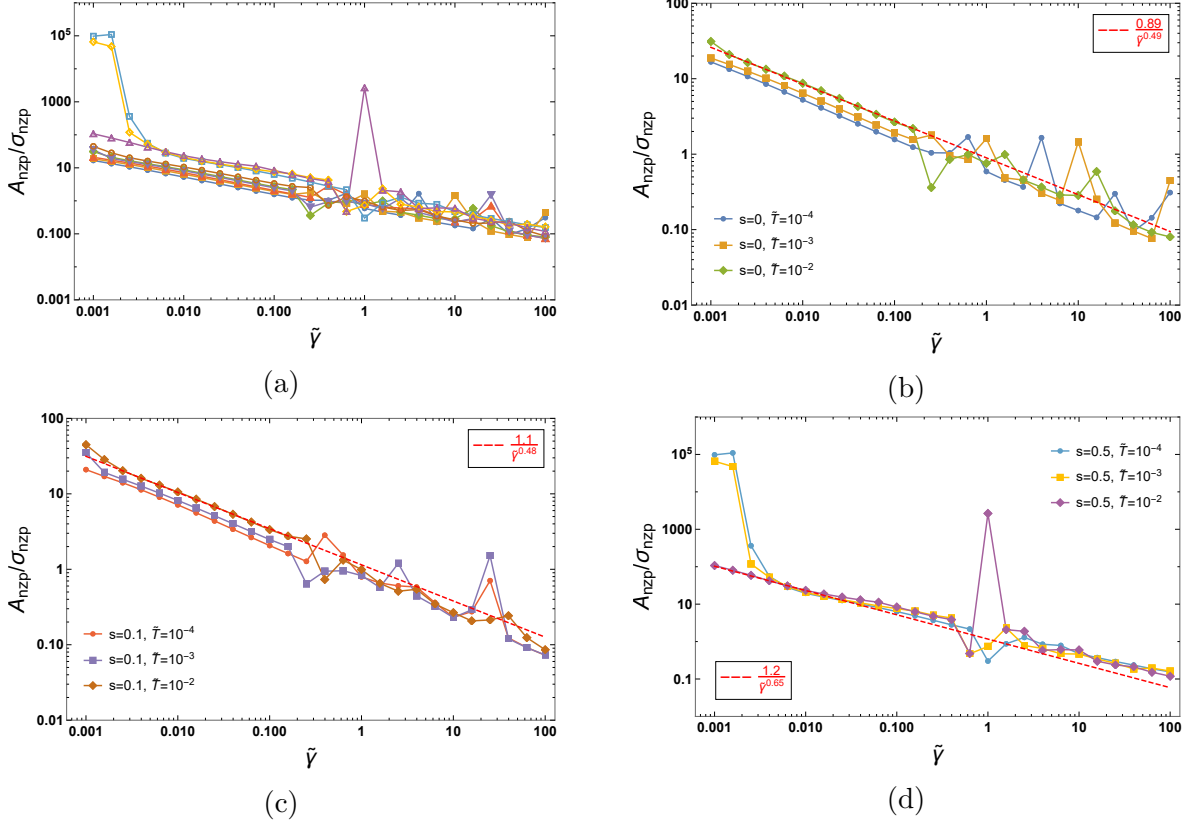 10⁵
1000
10
0.100
0.001
A_nzp/σ_nzp
0.001 0.010 0.100 1 10 100
γ̃
(a)
100
10
1
0.10
0.01
A_nzp/σ_nzp
0.89
γ̃^0.49
s=0, T̃=10⁻⁴
s=0, T̃=10⁻³
s=0, T̃=10⁻²
0.001 0.010 0.100 1 10 100
γ̃
(b)
100
10
1
0.10
0.01
A_nzp/σ_nzp
1.1
γ̃^0.48
s=0.1, T̃=10⁻⁴
s=0.1, T̃=10⁻³
s=0.1, T̃=10⁻²
0.001 0.010 0.100 1 10 100
γ̃
(c)
10⁵
1000
10
0.1
A_nzp/σ_nzp
s=0.5, T̃=10⁻⁴
s=0.5, T̃=10⁻³
s=0.5, T̃=10⁻²
1.2
γ̃^0.65
0.001 0.010 0.100 1 10 100
γ̃
(d)